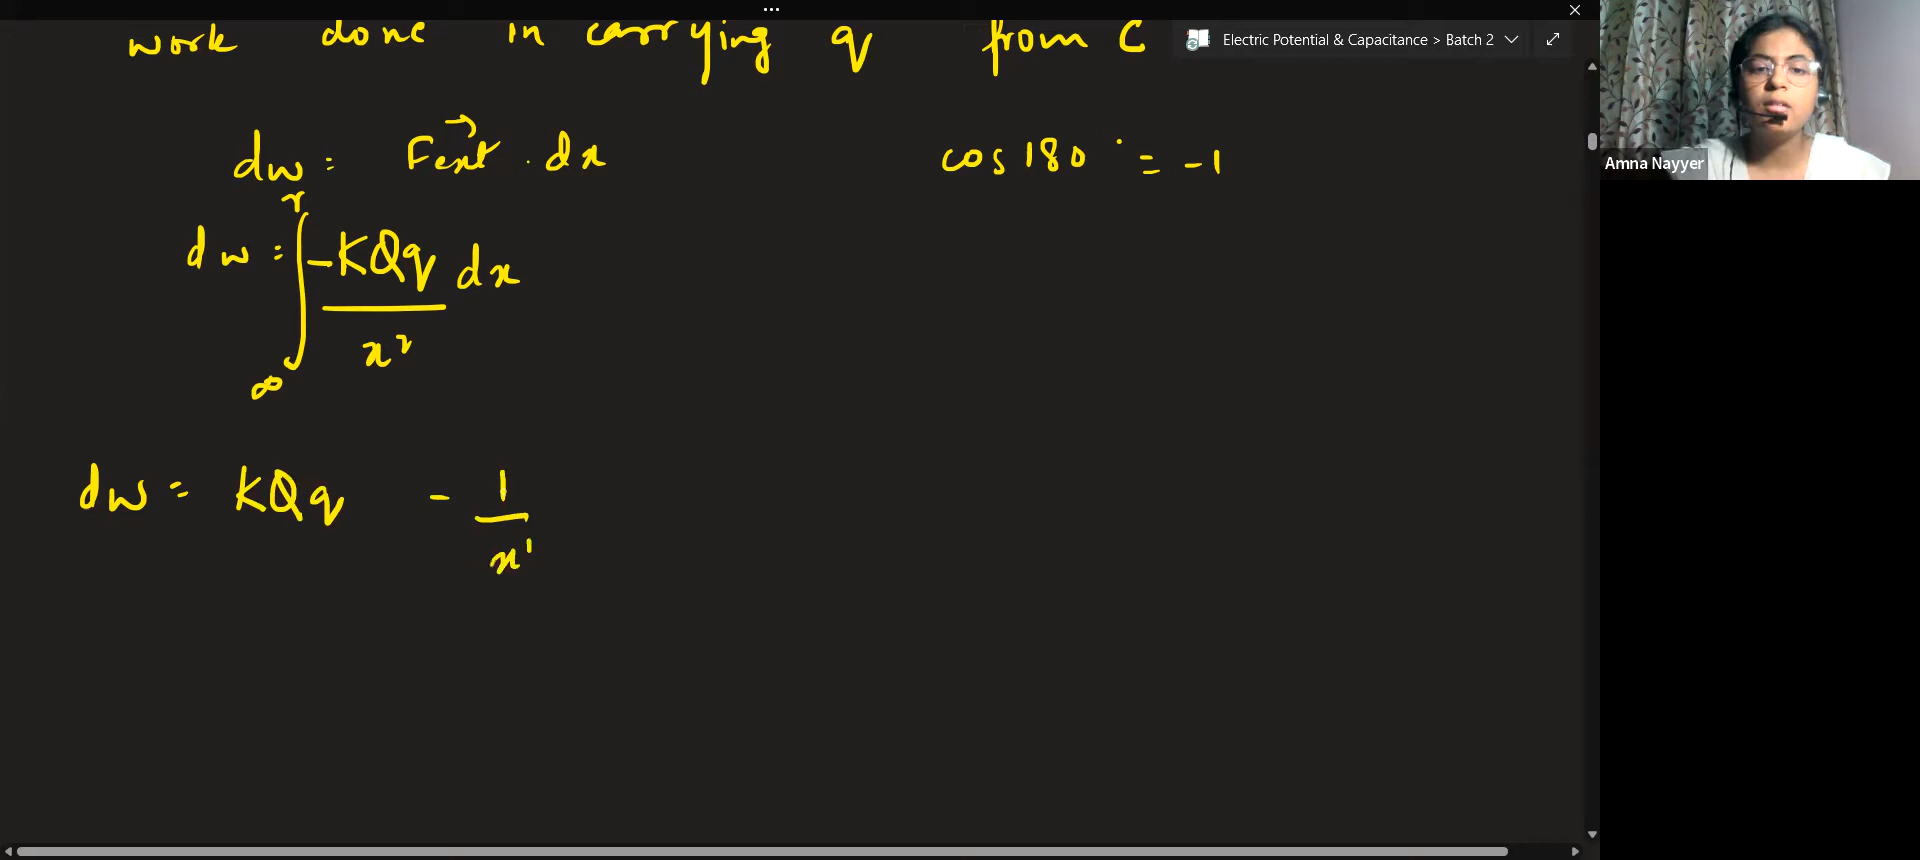 work done in carrying q from C
Electric Potential & Capacitance > Batch 2
Amna Nayyer
dw = Fext . dx
cos 180° = -1
dw = ∫ -KQq dx
r
x²
∞
dw = KQq - 1
x¹